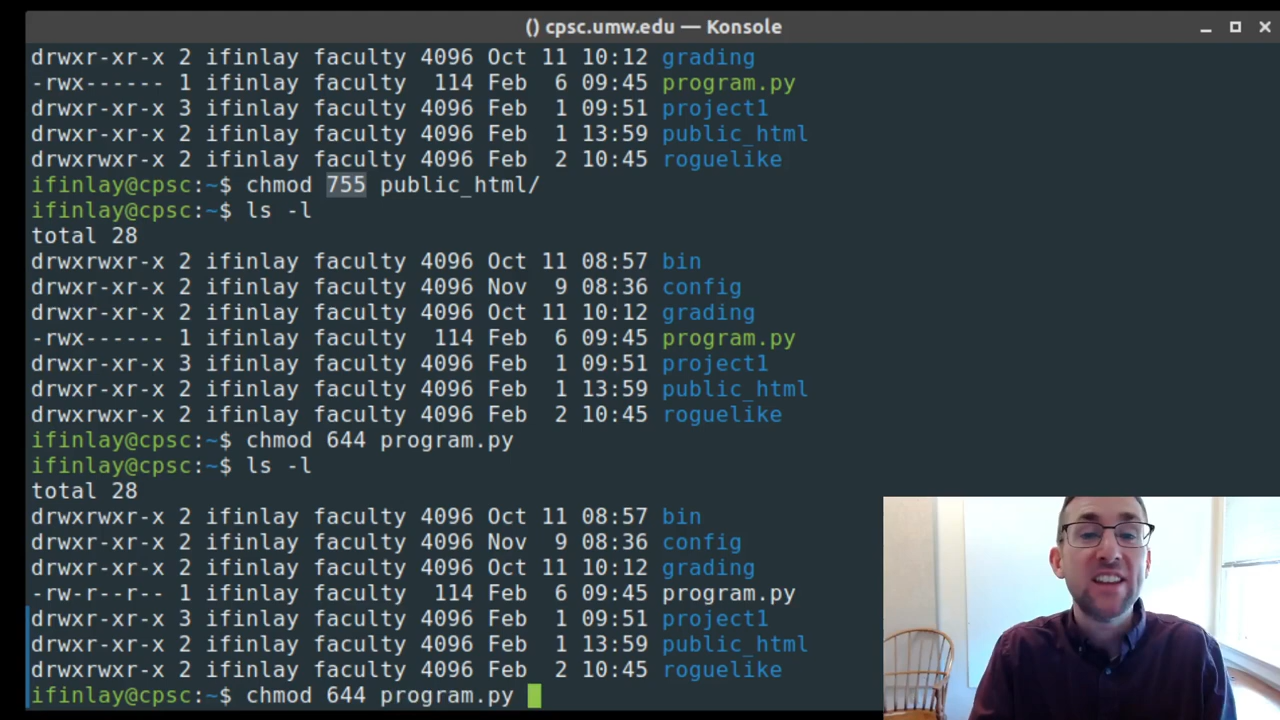 () cpsc.umw.edu — Konsole
drwxr-xr-x 2 ifinlay faculty 4096 Oct 11 10:12 grading
-rwx------ 1 ifinlay faculty  114 Feb  6 09:45 program.py
drwxr-xr-x 3 ifinlay faculty 4096 Feb  1 09:51 project1
drwxr-xr-x 2 ifinlay faculty 4096 Feb  1 13:59 public_html
drwxrwxr-x 2 ifinlay faculty 4096 Feb  2 10:45 roguelike
ifinlay@cpsc:~$ chmod 755 public_html/
ifinlay@cpsc:~$ ls -l
total 28
drwxrwxr-x 2 ifinlay faculty 4096 Oct 11 08:57 bin
drwxr-xr-x 2 ifinlay faculty 4096 Nov  9 08:36 config
drwxr-xr-x 2 ifinlay faculty 4096 Oct 11 10:12 grading
-rwx------ 1 ifinlay faculty  114 Feb  6 09:45 program.py
drwxr-xr-x 3 ifinlay faculty 4096 Feb  1 09:51 project1
drwxr-xr-x 2 ifinlay faculty 4096 Feb  1 13:59 public_html
drwxrwxr-x 2 ifinlay faculty 4096 Feb  2 10:45 roguelike
ifinlay@cpsc:~$ chmod 644 program.py
ifinlay@cpsc:~$ ls -l
total 28
drwxrwxr-x 2 ifinlay faculty 4096 Oct 11 08:57 bin
drwxr-xr-x 2 ifinlay faculty 4096 Nov  9 08:36 config
drwxr-xr-x 2 ifinlay faculty 4096 Oct 11 10:12 grading
-rw-r--r-- 1 ifinlay faculty  114 Feb  6 09:45 program.py
drwxr-xr-x 3 ifinlay faculty 4096 Feb  1 09:51 project1
drwxr-xr-x 2 ifinlay faculty 4096 Feb  1 13:59 public_html
drwxrwxr-x 2 ifinlay faculty 4096 Feb  2 10:45 roguelike
ifinlay@cpsc:~$ chmod 644 program.py